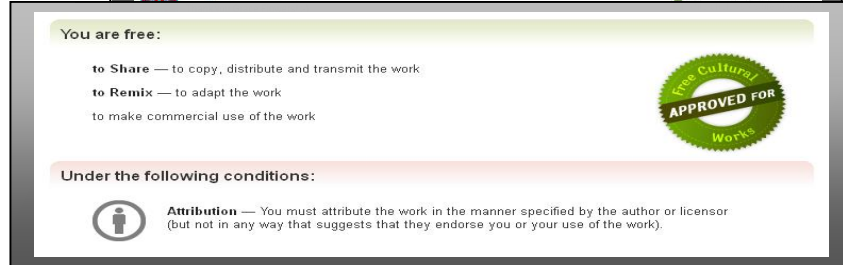 You are free:
to Share — to copy, distribute and transmit the work
to Remix — to adapt the work
to make commercial use of the work
Free Cultural
APPROVED FOR
Works
Under the following conditions:
Attribution — You must attribute the work in the manner specified by the author or licensor
(but not in any way that suggests that they endorse you or your use of the work).